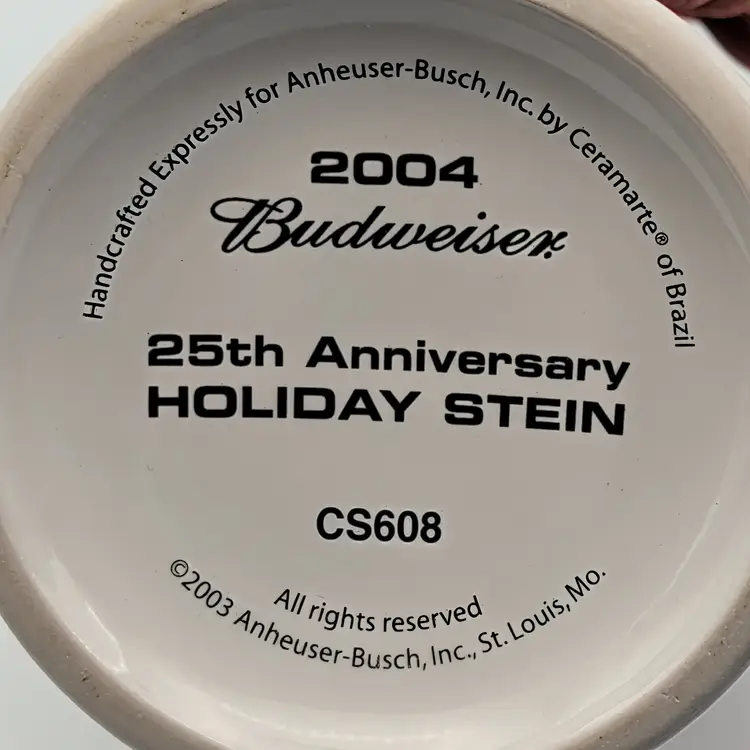 Handcrafted Expressly for Anheuser-Busch, Inc. by Ceramarte® of Brazil
2004
Budweiser
25th Anniversary
HOLIDAY STEIN
CS608
All rights reserved
©2003 Anheuser-Busch, Inc., St. Louis, Mo.